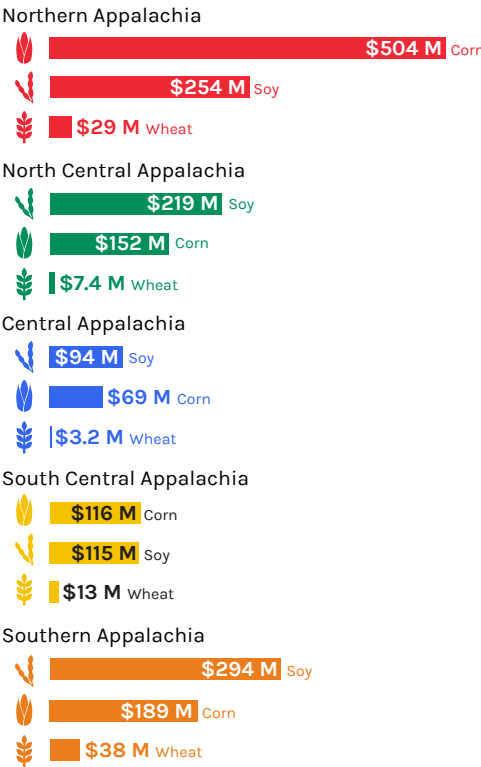 Northern Appalachia
$504 M Corn
$254 M Soy
$29 M Wheat
North Central Appalachia
$219 M Soy
$152 M Corn
$7.4 M Wheat
Central Appalachia
$94 M Soy
$69 M Corn
$3.2 M Wheat
South Central Appalachia
$116 M Corn
$115 M Soy
$13 M Wheat
Southern Appalachia
$294 M Soy
$189 M Corn
$38 M Wheat